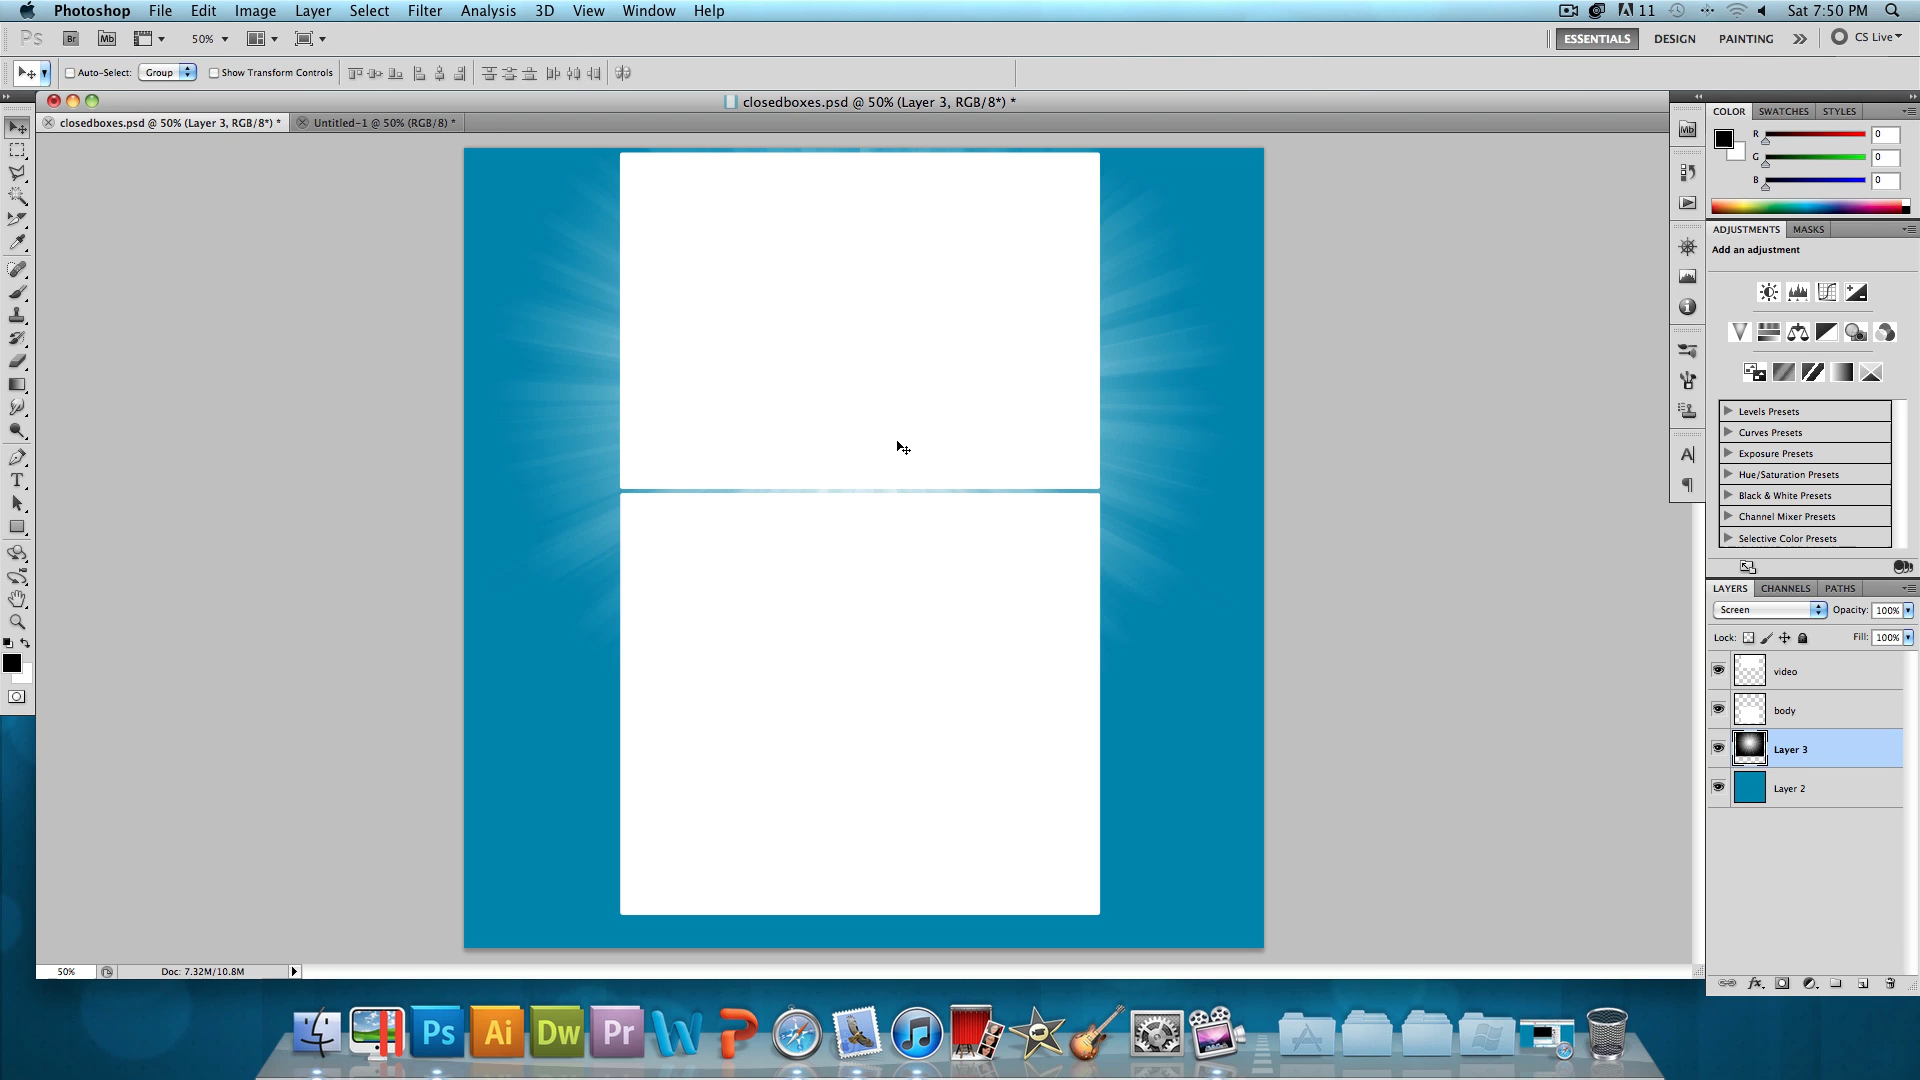 Photoshop File Edit Image Layer Select Filter Analysis 3D View Window Help
11 Sat 7:50 PM
Ps Br Mb 50% ESSENTIALS DESIGN PAINTING CS Live
Auto-Select: Group Show Transform Controls
closedboxes.psd @ 50% (Layer 3, RGB/8*) *
closedboxes.psd @ 50% (Layer 3, RGB/8*) * Untitled-1 @ 50% (RGB/8) *
Mb
COLOR SWATCHES STYLES
R 0
G 0
B 0
ADJUSTMENTS MASKS
Add an adjustment
Levels Presets
Curves Presets
Exposure Presets
Hue/Saturation Presets
Black & White Presets
Channel Mixer Presets
Selective Color Presets
LAYERS CHANNELS PATHS
Screen Opacity: 100%
Lock: Fill: 100%
video
body
Layer 3
Layer 2
50% Doc: 7.32M/10.8M
Ps Ai Dw Pr